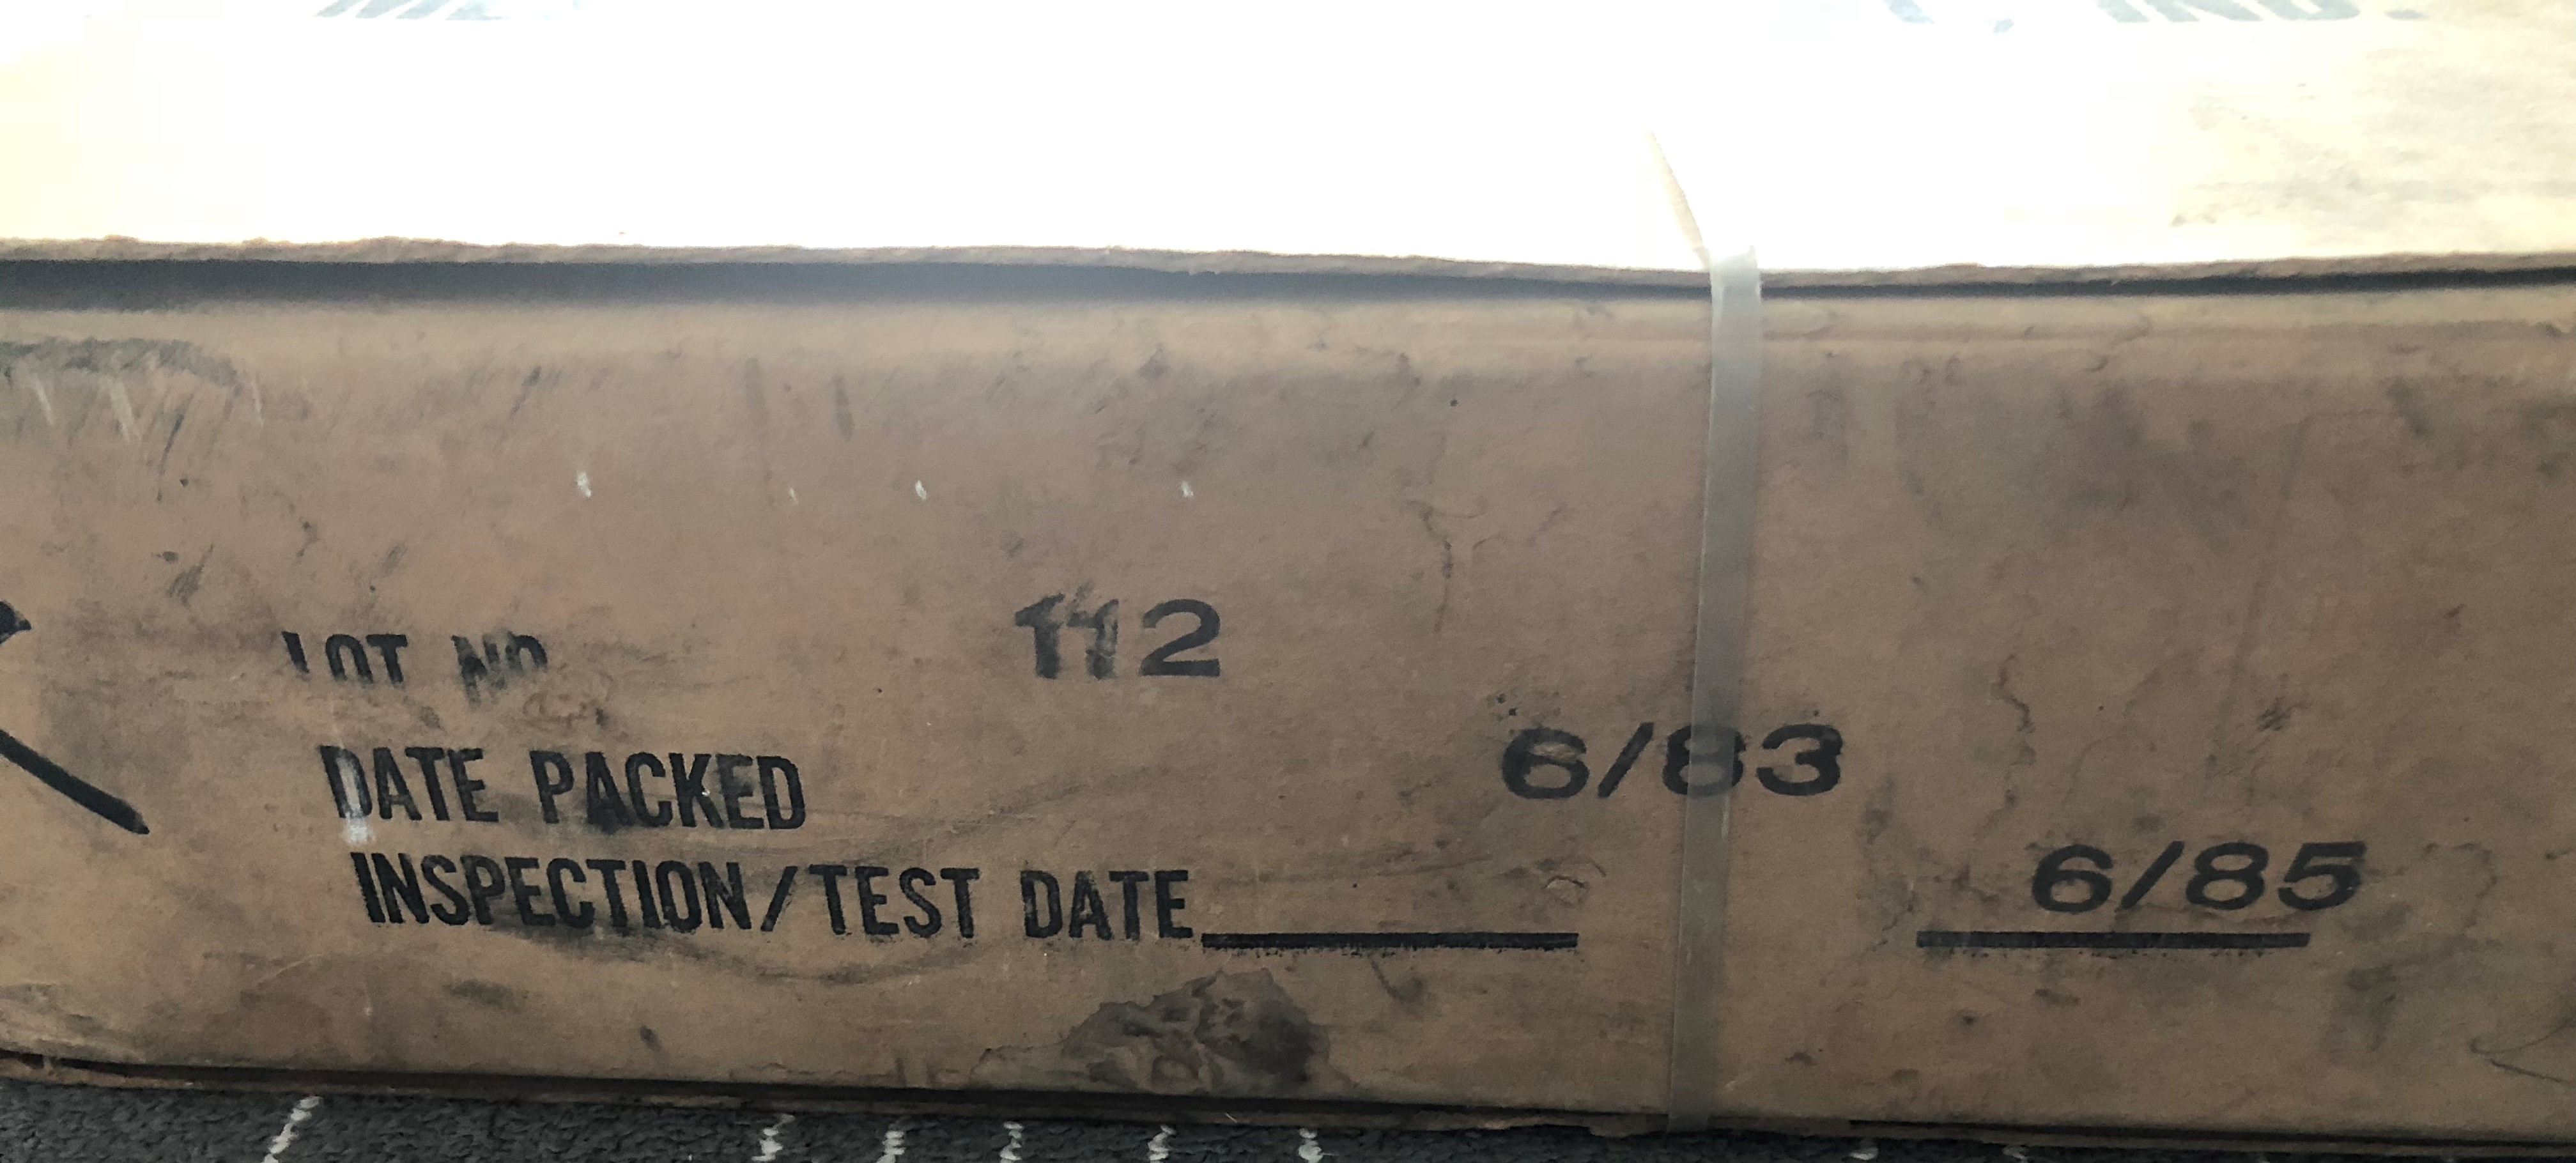 LOT NO 112
DATE PACKED 6/83
INSPECTION/TEST DATE 6/85